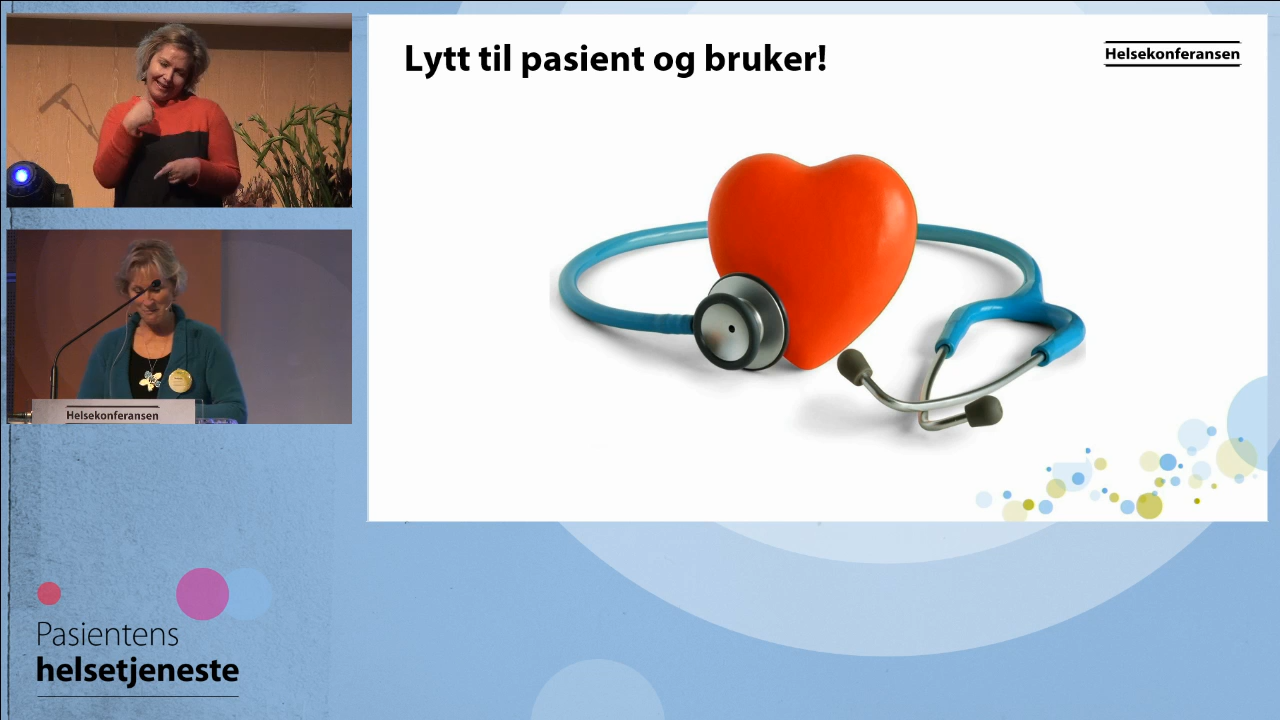 Lytt til pasient og bruker!
Helsekonferansen
Helsekonferansen
Pasientens
helsetjeneste